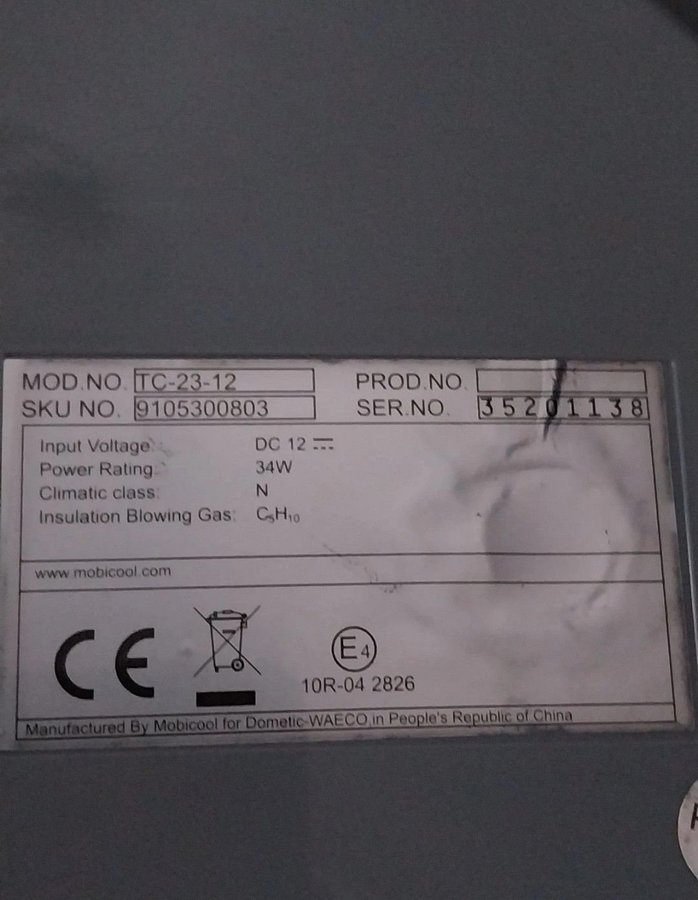 MOD.NO. TC-23-12 PROD.NO.
SKU NO. 9105300803 SER.NO. 35201138
Input Voltage: DC 12 ⎓
Power Rating: 34W
Climatic class: N
Insulation Blowing Gas: C₅H₁₀
www.mobicool.com
CE
E4
10R-04 2826
Manufactured By Mobicool for Dometic-WAECO in People's Republic of China